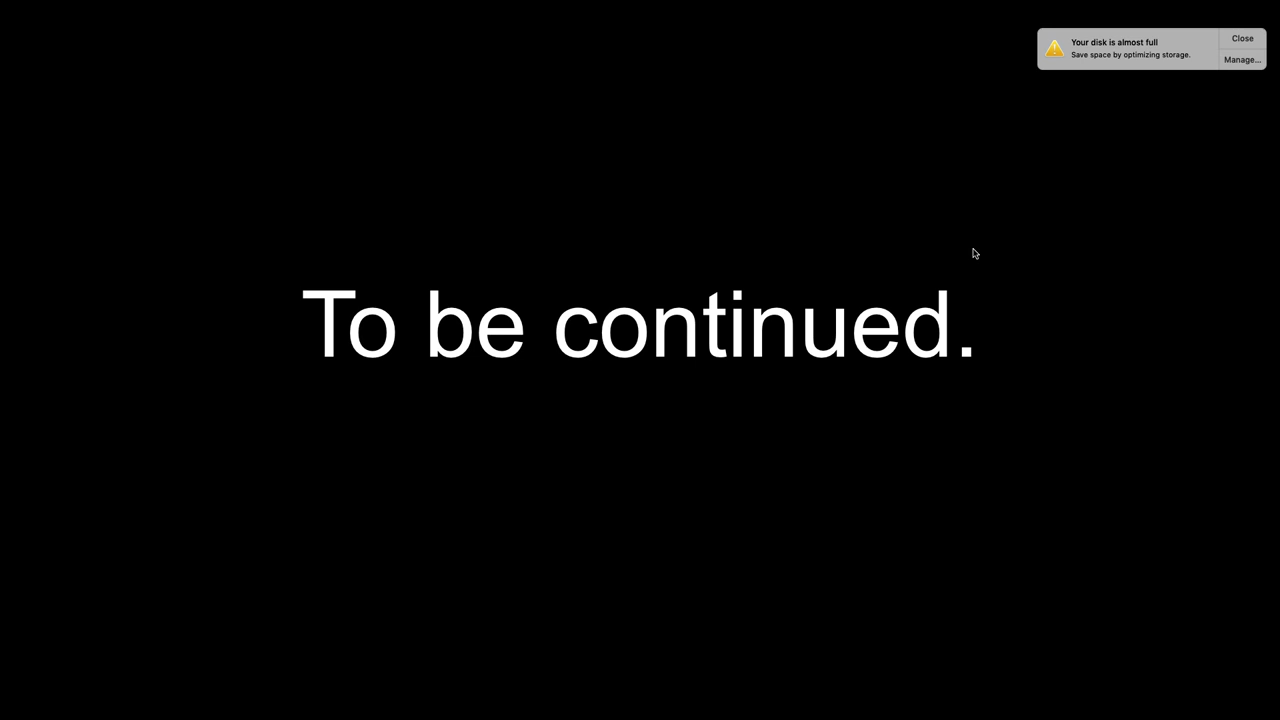 Your disk is almost full
Save space by optimizing storage.
Close
Manage...
To be continued.